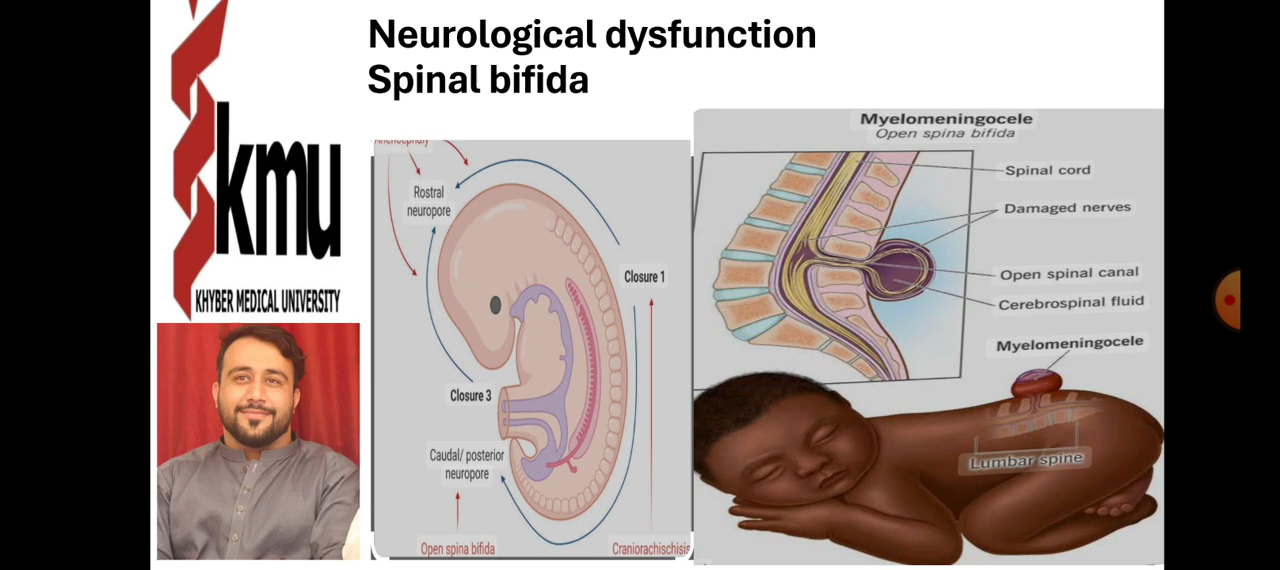 Neurological dysfunction
Spinal bifida
kmu
KHYBER MEDICAL UNIVERSITY
Anencephaly
Rostral
neuropore
Closure 1
Closure 3
Caudal/ posterior
neuropore
Open spina bifida
Craniorachischisis
Myelomeningocele
Open spina bifida
Spinal cord
Damaged nerves
Open spinal canal
Cerebrospinal fluid
Myelomeningocele
Lumbar spine